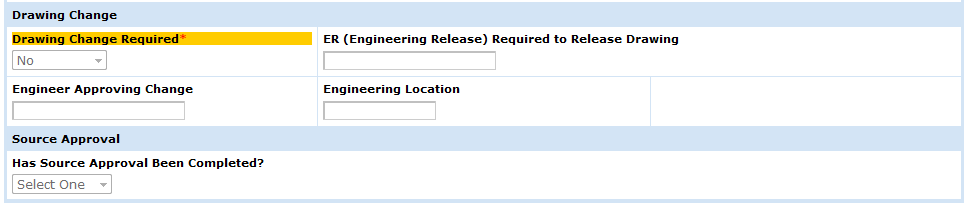 Drawing Change
Drawing Change Required*
ER (Engineering Release) Required to Release Drawing
No
Engineer Approving Change
Engineering Location
Source Approval
Has Source Approval Been Completed?
Select One